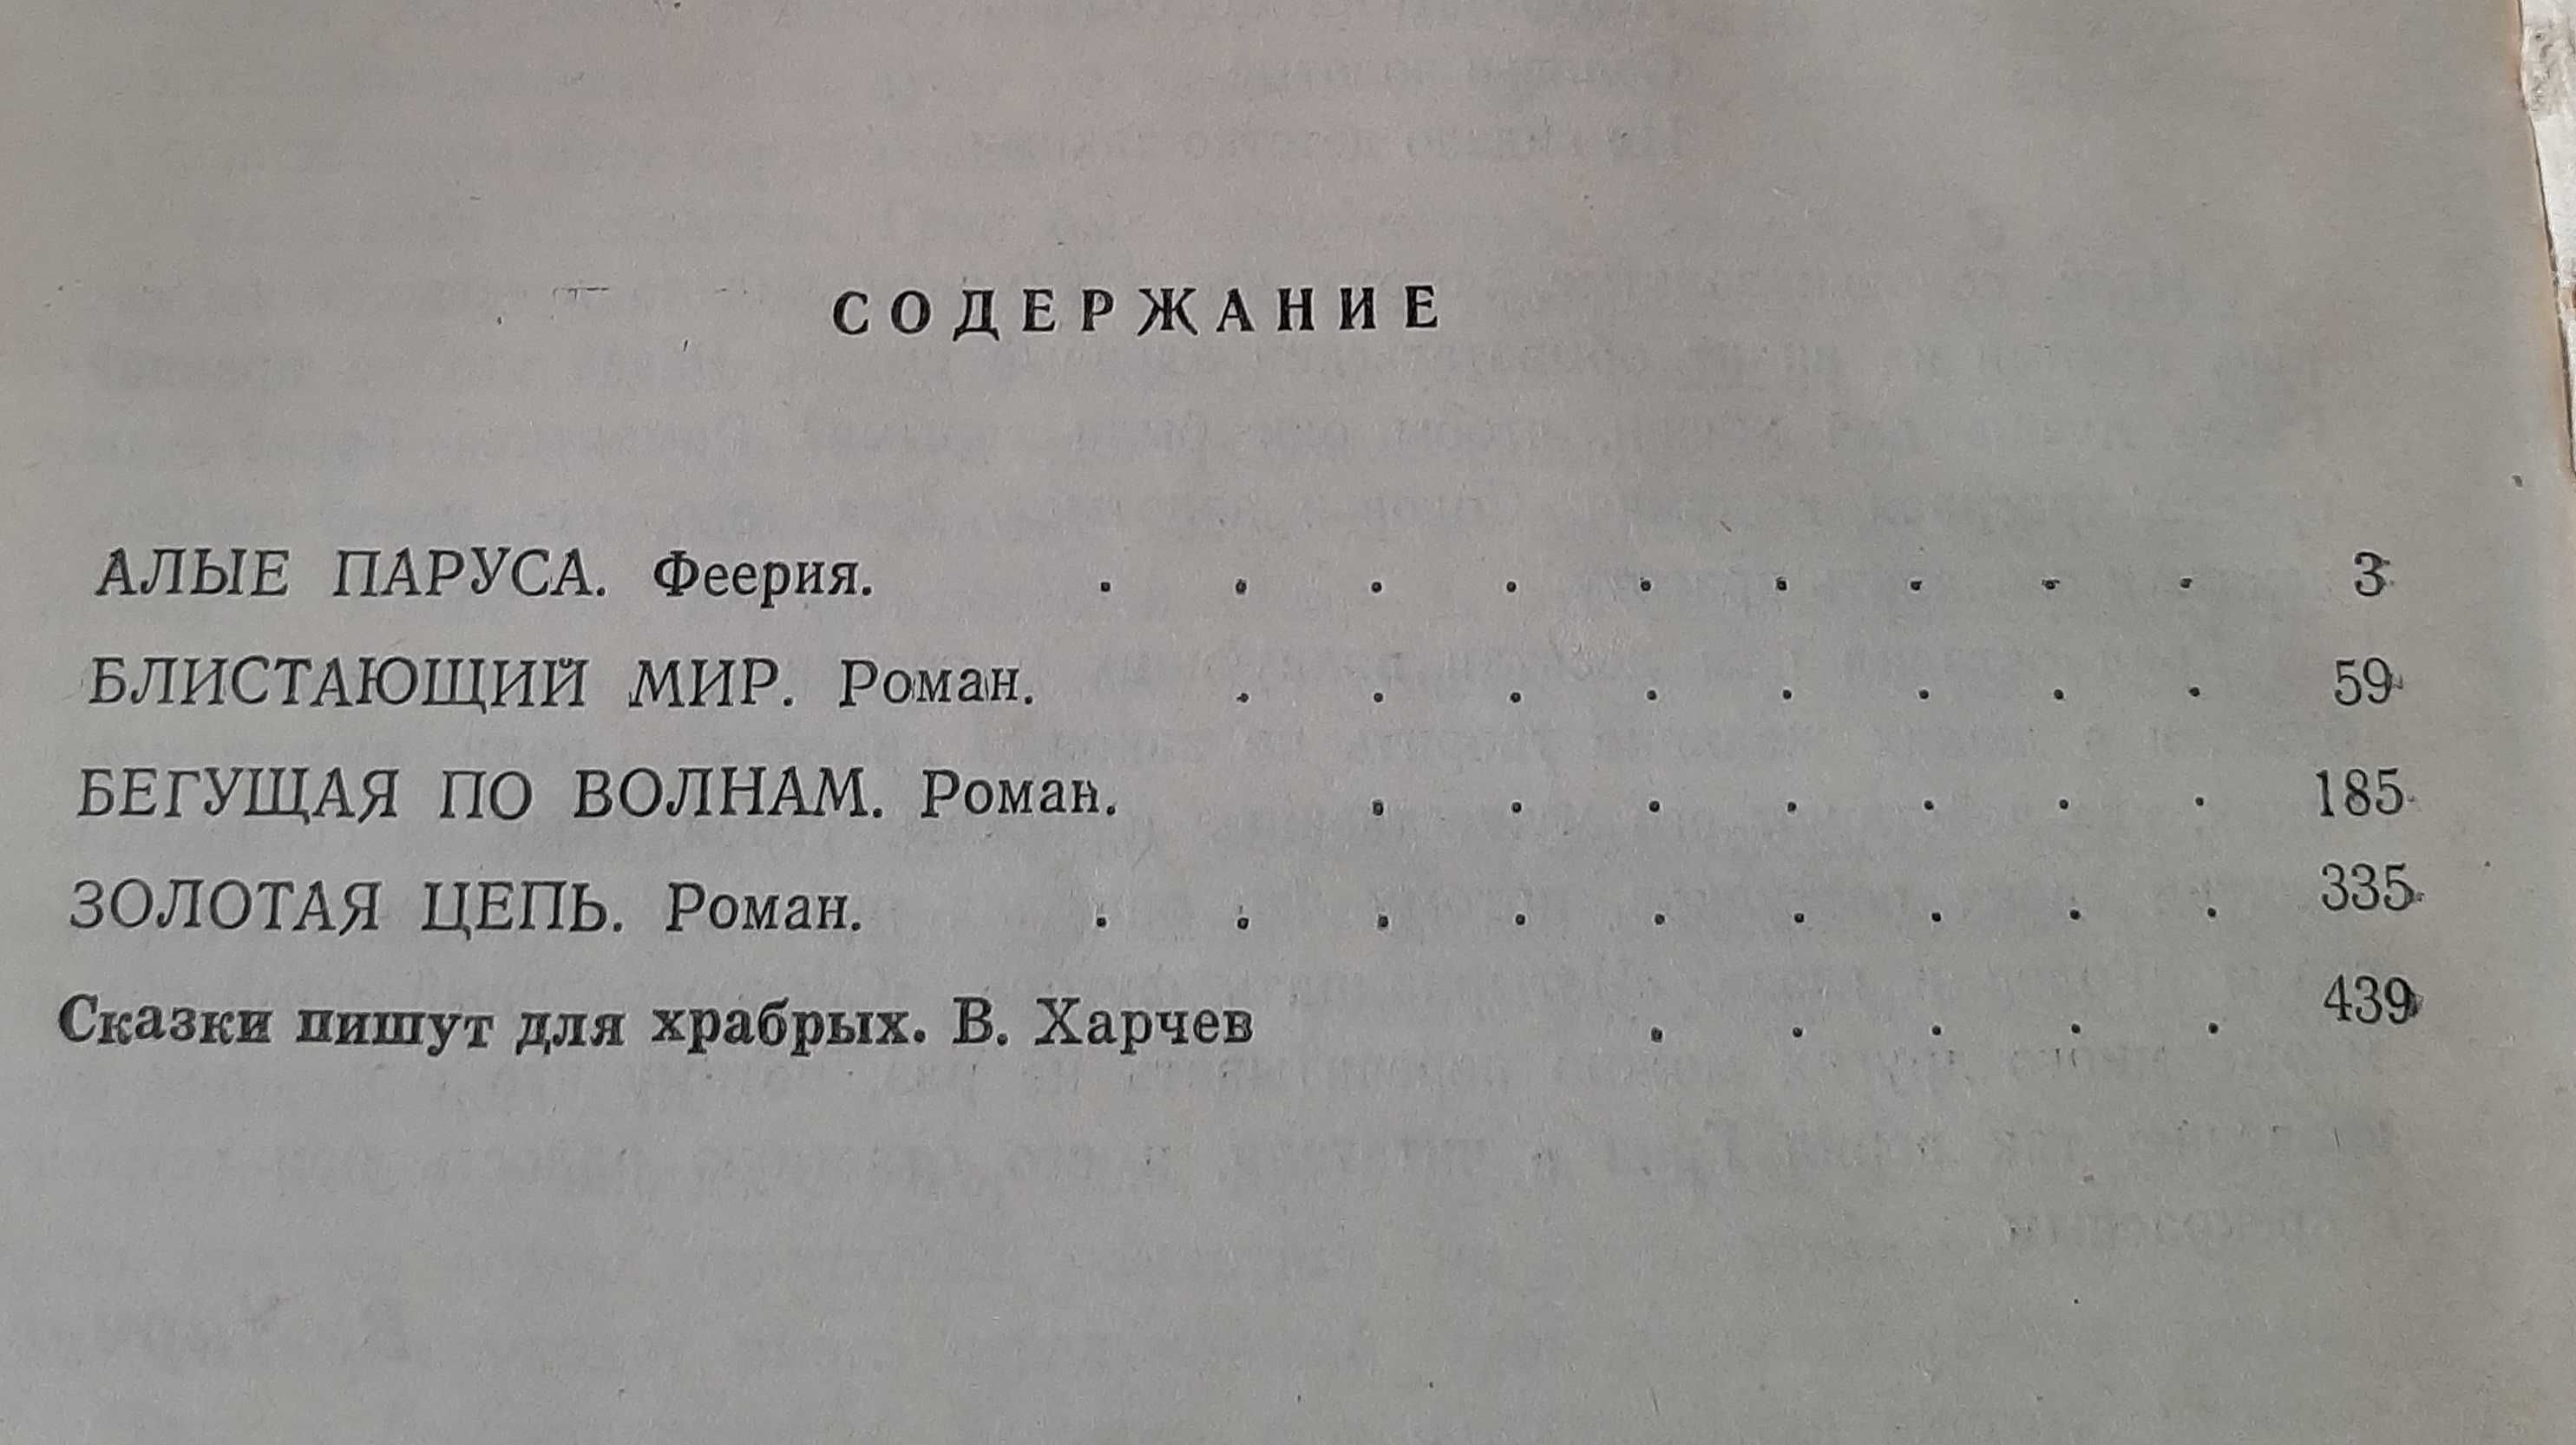 СОДЕРЖАНИЕ
АЛЫЕ ПАРУСА. Феерия. . . . . . . . . . 3
БЛИСТАЮЩИЙ МИР. Роман. . . . . . . . . 59
БЕГУЩАЯ ПО ВОЛНАМ. Роман. . . . . . . . 185
ЗОЛОТАЯ ЦЕПЬ. Роман. . . . . . . . . . 335
Сказки пишут для храбрых. В. Харчев . . . . . 439